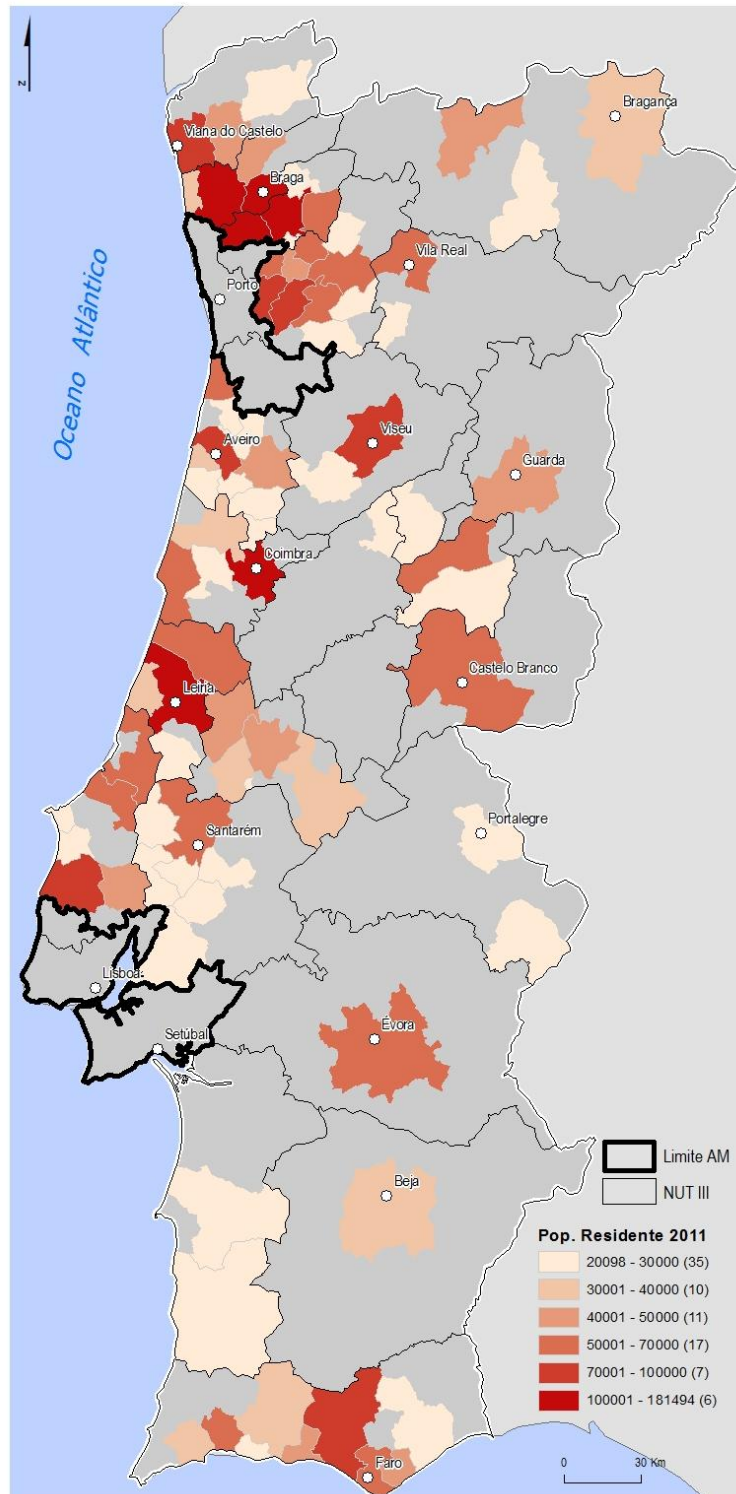 z
Bragança
Viana do Castelo
Braga
Vila Real
Porto
Oceano Atlântico
Viseu
Aveiro
Guarda
Coimbra
Castelo Branco
Leiria
Portalegre
Santarém
Lisboa
Évora
Setúbal
Limite AM
Beja
NUT III
Pop. Residente 2011
20098 - 30000 (35)
30001 - 40000 (10)
40001 - 50000 (11)
50001 - 70000 (17)
70001 - 100000 (7)
100001 - 181494 (6)
Faro
0 30 Km